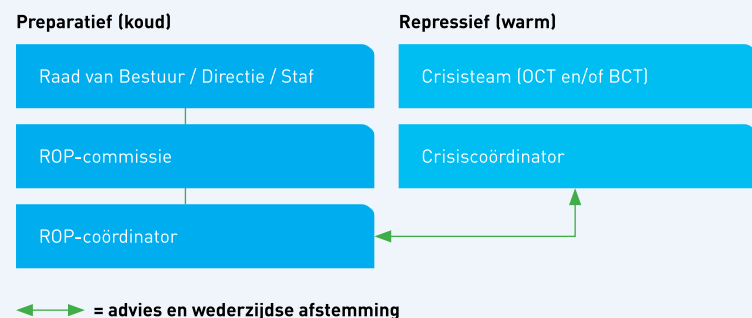 Preparatief (koud)
Raad van Bestuur / Directie / Staf
ROP-commissie
ROP-coördinator
Repressief (warm)
Crisisteam (OCT en/of BCT)
Crisiscoördinator
= advies en wederzijdse afstemming